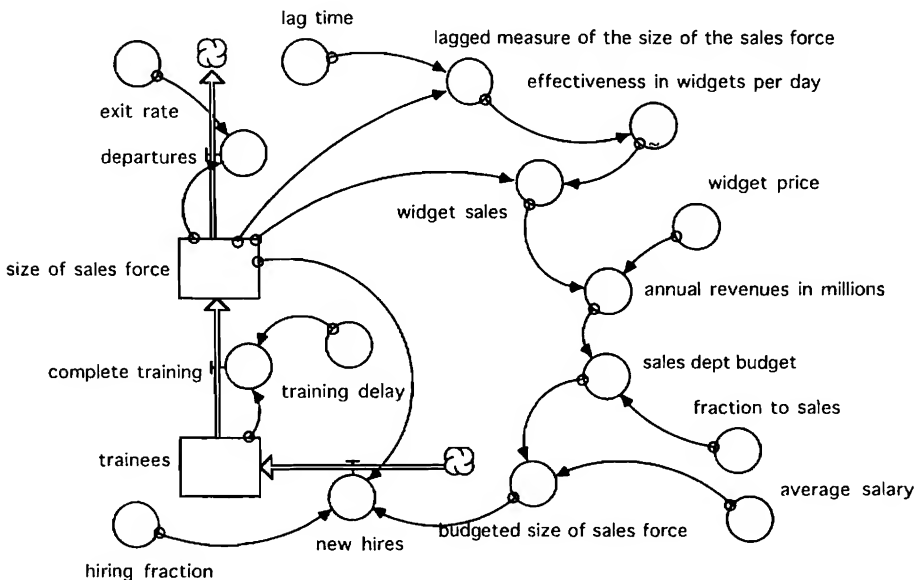 lag time
lagged measure of the size of the sales force
effectiveness in widgets per day
exit rate
departures
widget price
widget sales
size of sales force
annual revenues in millions
complete training
training delay
sales dept budget
fraction to sales
trainees
average salary
budgeted size of sales force
new hires
hiring fraction
~